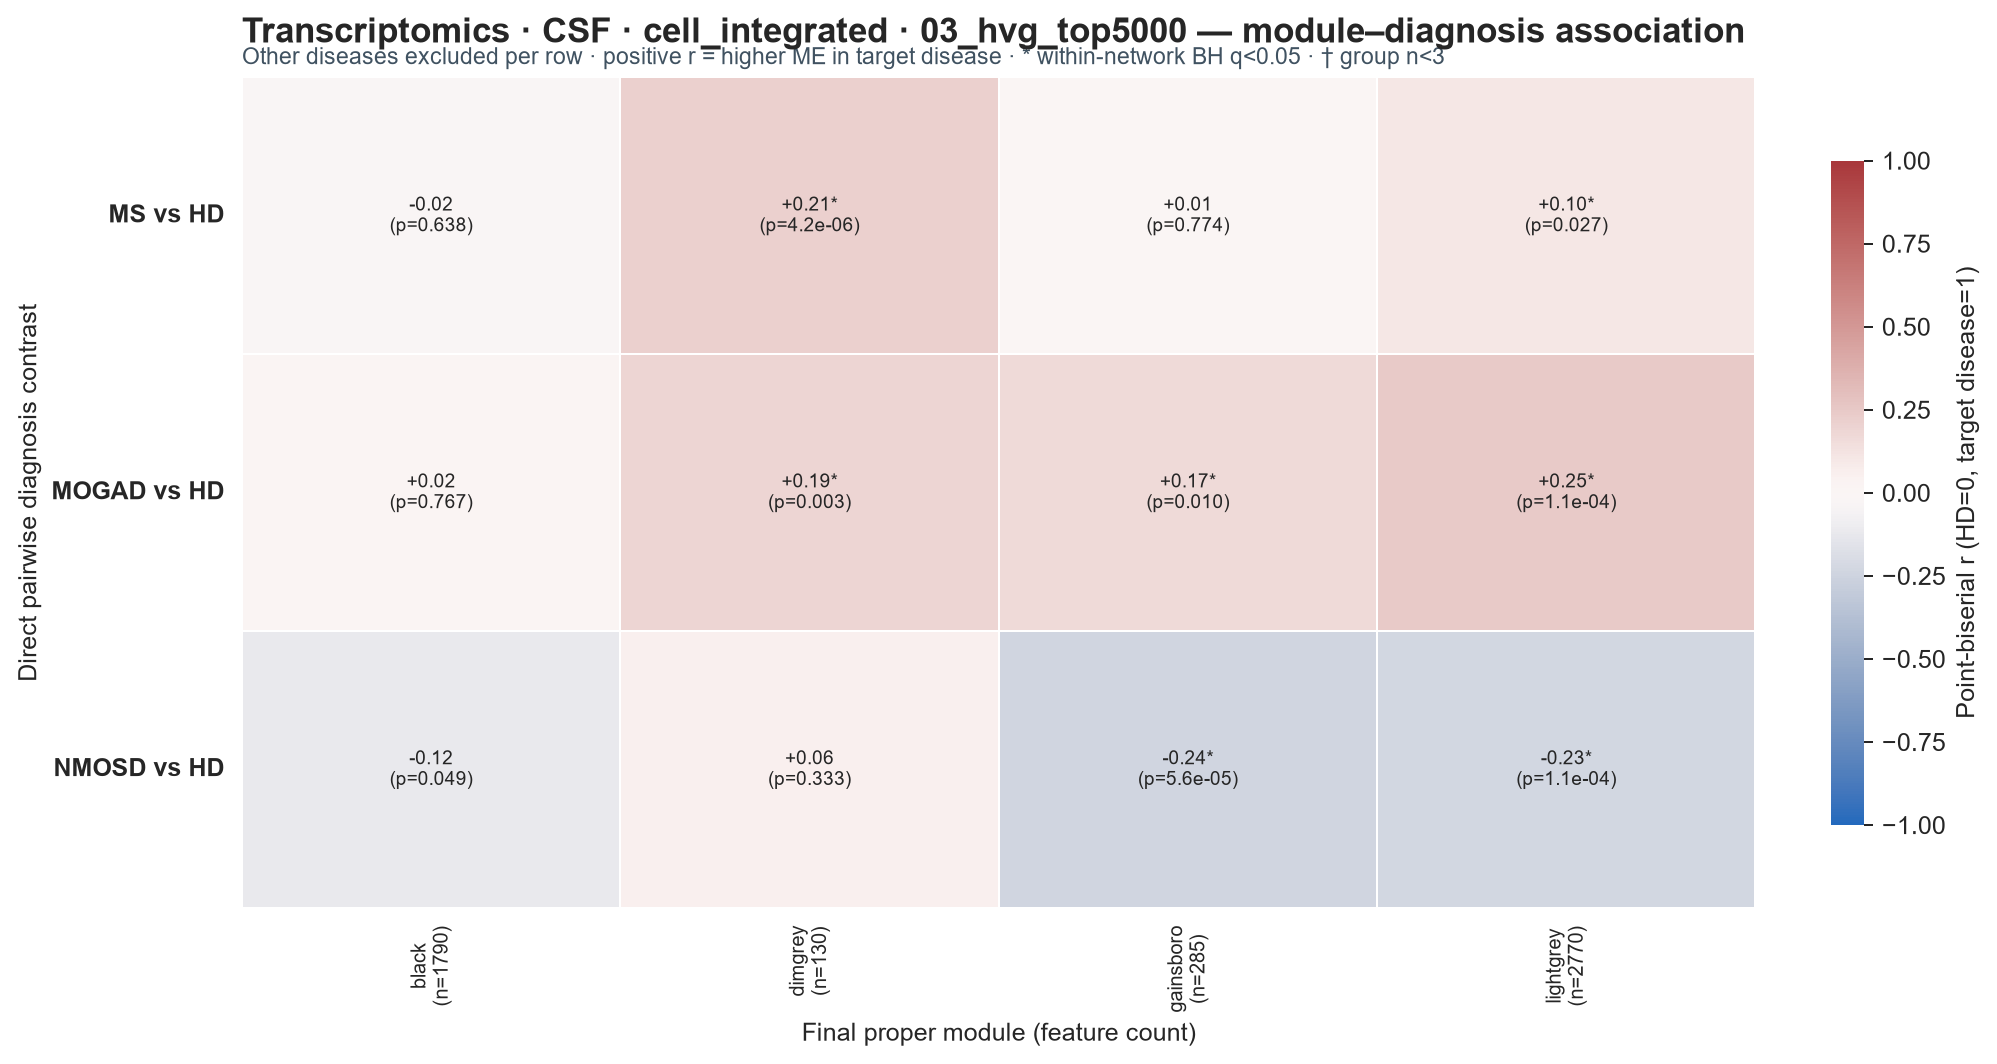 Transcriptomics · CSF · cell_integrated · 03_hvg_top5000 — module–diagnosis association
Other diseases excluded per row · positive r = higher ME in target disease · * within-network BH q<0.05 · † group n<3
Direct pairwise diagnosis contrast
MS vs HD
-0.02
(p=0.638)
+0.21*
(p=4.2e-06)
+0.01
(p=0.774)
+0.10*
(p=0.027)
MOGAD vs HD
+0.02
(p=0.767)
+0.19*
(p=0.003)
+0.17*
(p=0.010)
+0.25*
(p=1.1e-04)
NMOSD vs HD
-0.12
(p=0.049)
+0.06
(p=0.333)
-0.24*
(p=5.6e-05)
-0.23*
(p=1.1e-04)
black
(n=1790)
dimgrey
(n=130)
gainsboro
(n=285)
lightgrey
(n=2770)
Final proper module (feature count)
1.00
0.75
0.50
0.25
0.00
−0.25
−0.50
−0.75
−1.00
Point-biserial r (HD=0, target disease=1)